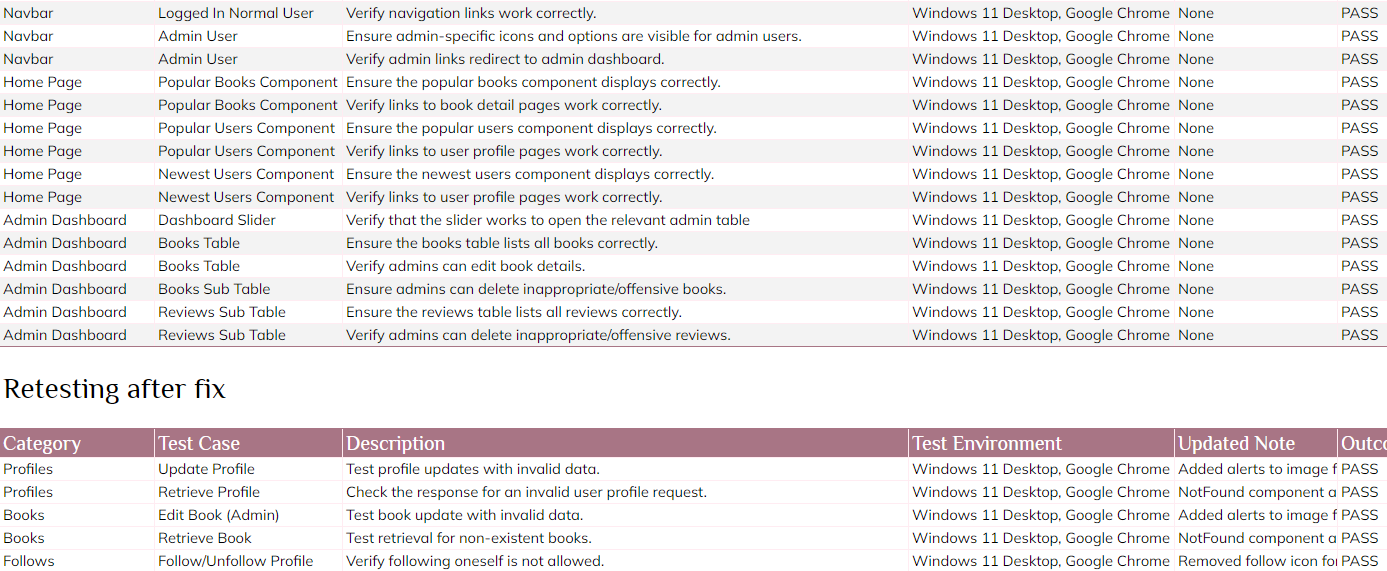 Navbar Logged In Normal User Verify navigation links work correctly. Windows 11 Desktop, Google Chrome None PASS
Navbar Admin User Ensure admin-specific icons and options are visible for admin users. Windows 11 Desktop, Google Chrome None PASS
Navbar Admin User Verify admin links redirect to admin dashboard. Windows 11 Desktop, Google Chrome None PASS
Home Page Popular Books Component Ensure the popular books component displays correctly. Windows 11 Desktop, Google Chrome None PASS
Home Page Popular Books Component Verify links to book detail pages work correctly. Windows 11 Desktop, Google Chrome None PASS
Home Page Popular Users Component Ensure the popular users component displays correctly. Windows 11 Desktop, Google Chrome None PASS
Home Page Popular Users Component Verify links to user profile pages work correctly. Windows 11 Desktop, Google Chrome None PASS
Home Page Newest Users Component Ensure the newest users component displays correctly. Windows 11 Desktop, Google Chrome None PASS
Home Page Newest Users Component Verify links to user profile pages work correctly. Windows 11 Desktop, Google Chrome None PASS
Admin Dashboard Dashboard Slider Verify that the slider works to open the relevant admin table Windows 11 Desktop, Google Chrome None PASS
Admin Dashboard Books Table Ensure the books table lists all books correctly. Windows 11 Desktop, Google Chrome None PASS
Admin Dashboard Books Table Verify admins can edit book details. Windows 11 Desktop, Google Chrome None PASS
Admin Dashboard Books Sub Table Ensure admins can delete inappropriate/offensive books. Windows 11 Desktop, Google Chrome None PASS
Admin Dashboard Reviews Sub Table Ensure the reviews table lists all reviews correctly. Windows 11 Desktop, Google Chrome None PASS
Admin Dashboard Reviews Sub Table Verify admins can delete inappropriate/offensive reviews. Windows 11 Desktop, Google Chrome None PASS
Retesting after fix
Category Test Case Description Test Environment Updated Note Outco
Profiles Update Profile Test profile updates with invalid data. Windows 11 Desktop, Google Chrome Added alerts to image f PASS
Profiles Retrieve Profile Check the response for an invalid user profile request. Windows 11 Desktop, Google Chrome NotFound component a PASS
Books Edit Book (Admin) Test book update with invalid data. Windows 11 Desktop, Google Chrome Added alerts to image f PASS
Books Retrieve Book Test retrieval for non-existent books. Windows 11 Desktop, Google Chrome NotFound component a PASS
Follows Follow/Unfollow Profile Verify following oneself is not allowed. Windows 11 Desktop, Google Chrome Removed follow icon for PASS